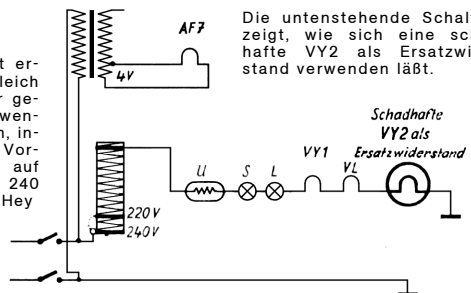 Die untenstehende Schal
zeigt, wie sich eine sc
hafte VY2 als Ersatzwi
stand verwenden läßt.
t er-
leich
r ge-
wen-
n, in-
Vor-
auf
240
Hey
AF7
4V
220V
240V
U
S
L
VY1
VL
Schadhafte
VY2 als
Ersatzwiderstand